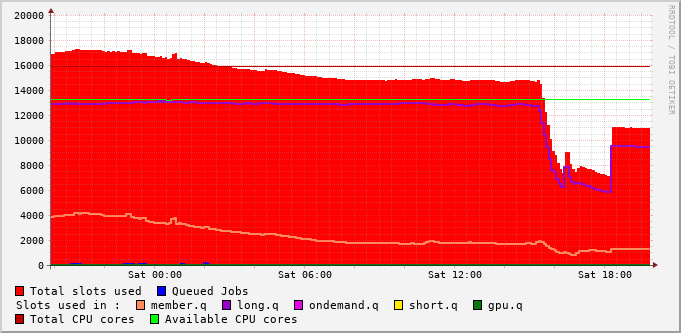 RRDTOOL / TOBI OETIKER
20000
18000
16000
14000
12000
10000
8000
6000
4000
2000
0
Sat 00:00 Sat 06:00 Sat 12:00 Sat 18:00
Total slots used Queued Jobs
Slots used in : member.q long.q ondemand.q short.q gpu.q
Total CPU cores Available CPU cores